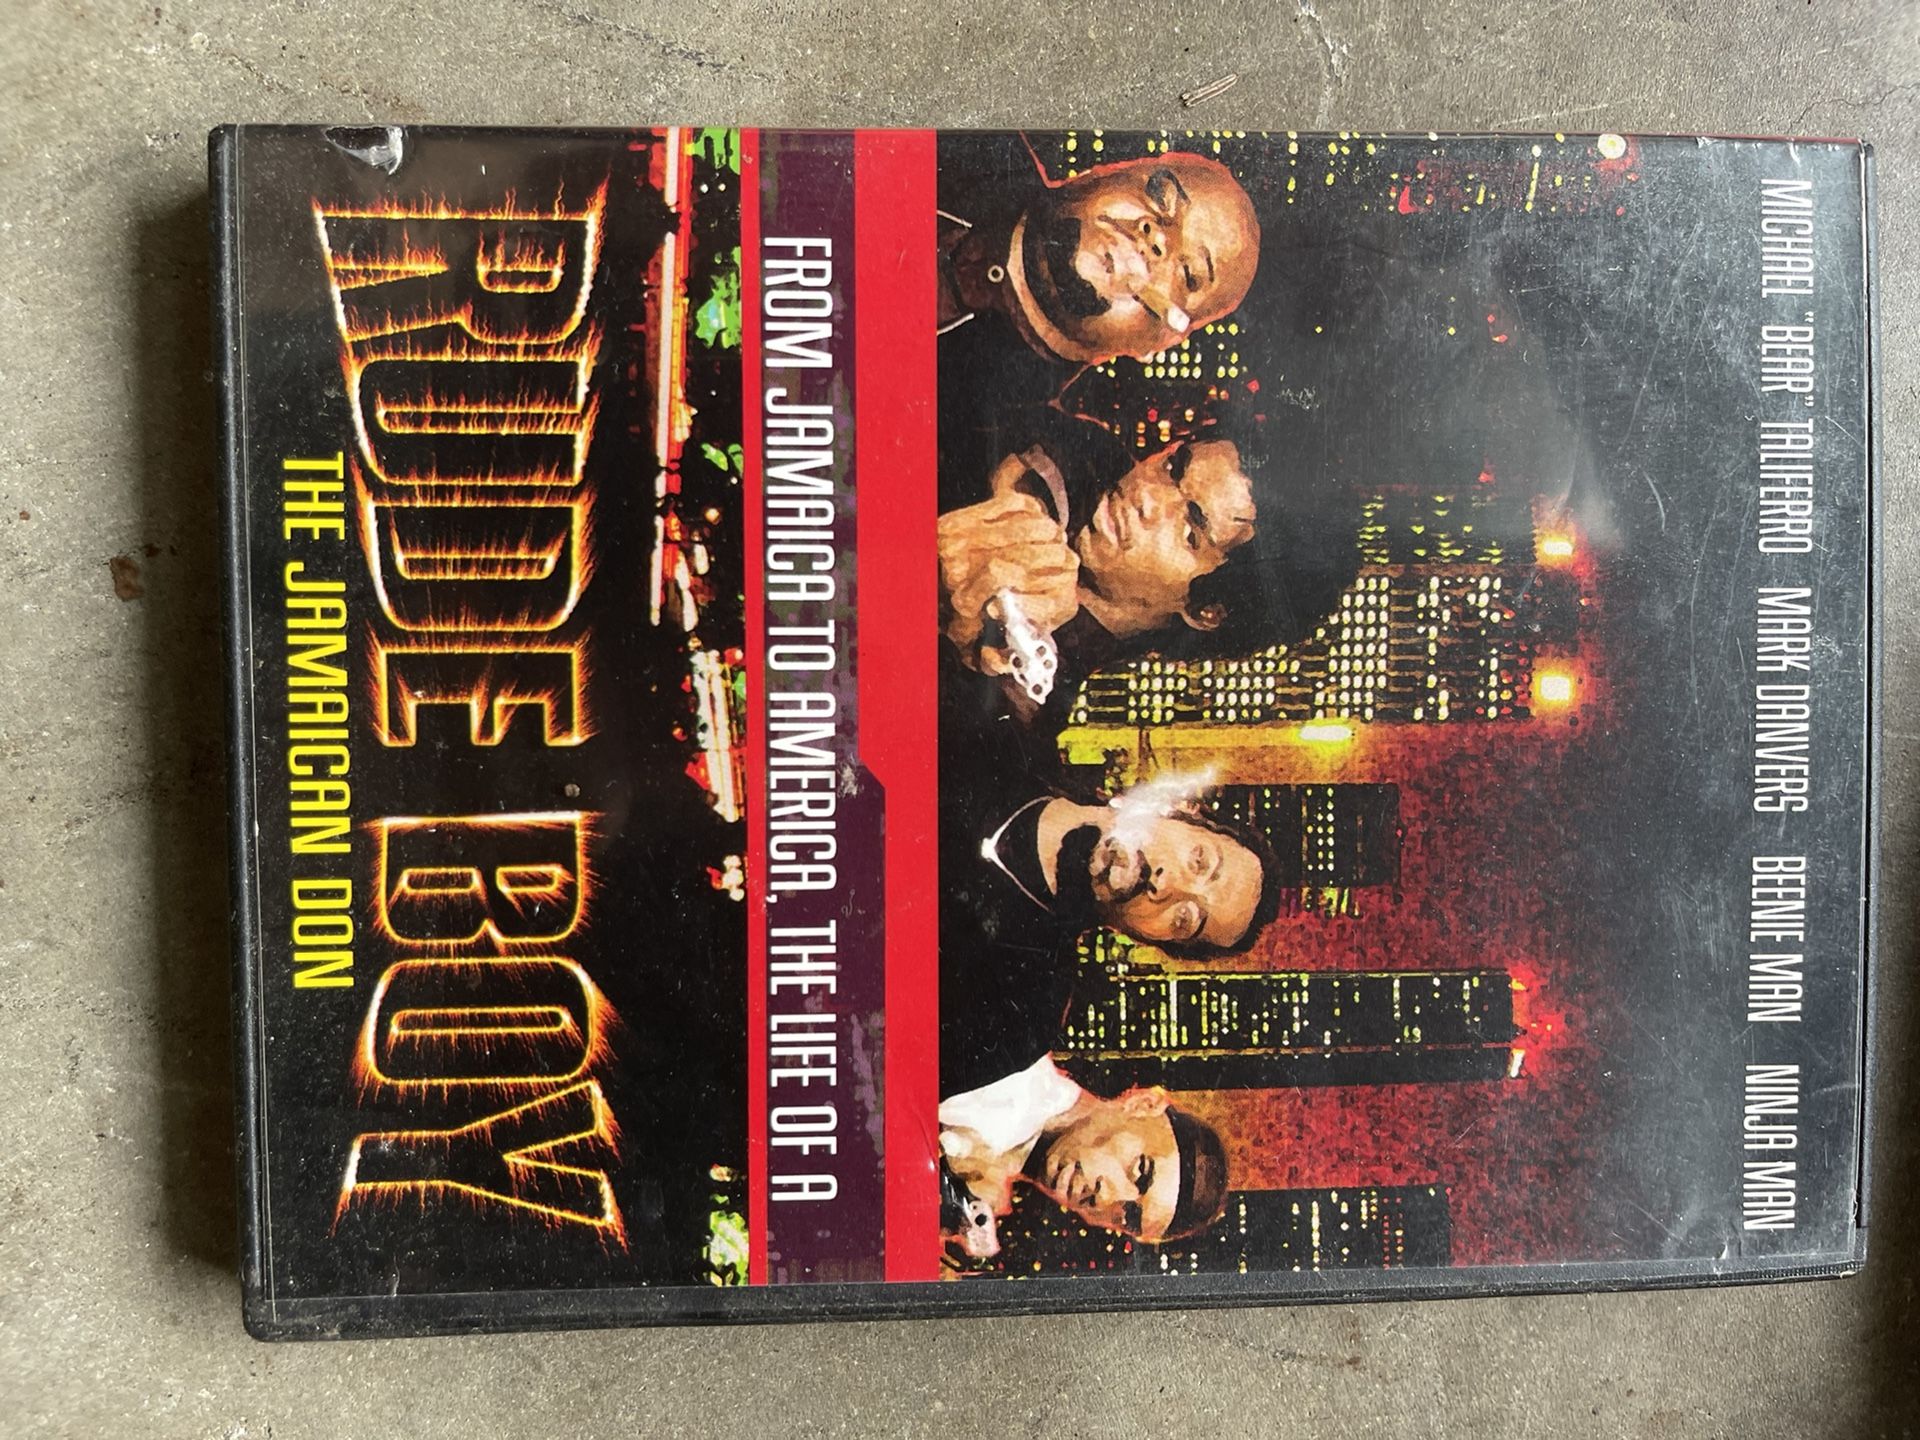 MICHAEL "BEAR" TALIFERRO MARK DANVERS BEENIE MAN NINJA MAN
FROM JAMAICA TO AMERICA, THE LIFE OF A
RUDE BOY
THE JAMAICAN DON